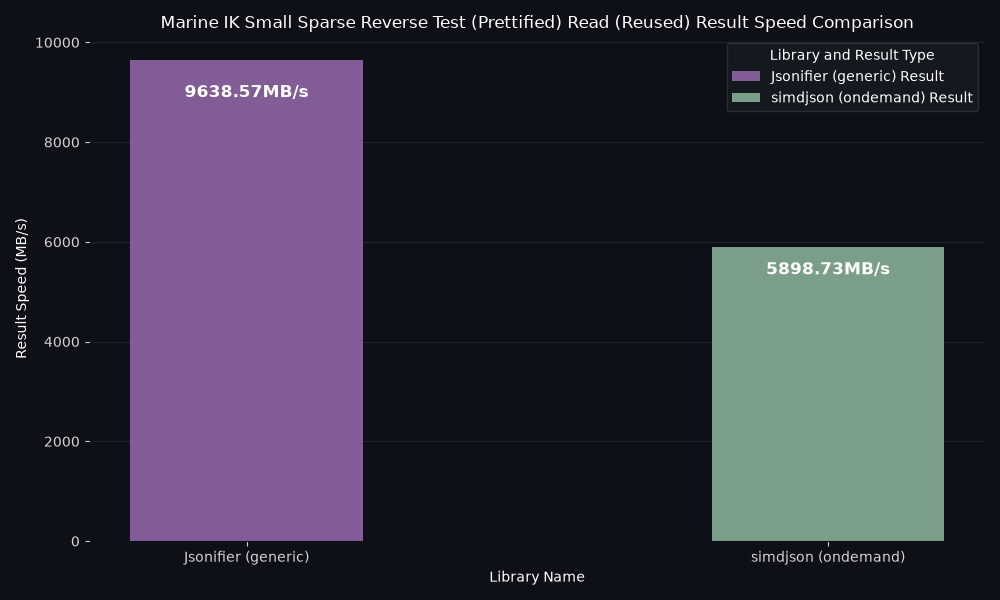 Marine IK Small Sparse Reverse Test (Prettified) Read (Reused) Result Speed Comparison
10000
8000
6000
4000
2000
0
Result Speed (MB/s)
Library and Result Type
Jsonifier (generic) Result
simdjson (ondemand) Result
9638.57MB/s
5898.73MB/s
Jsonifier (generic)
simdjson (ondemand)
Library Name